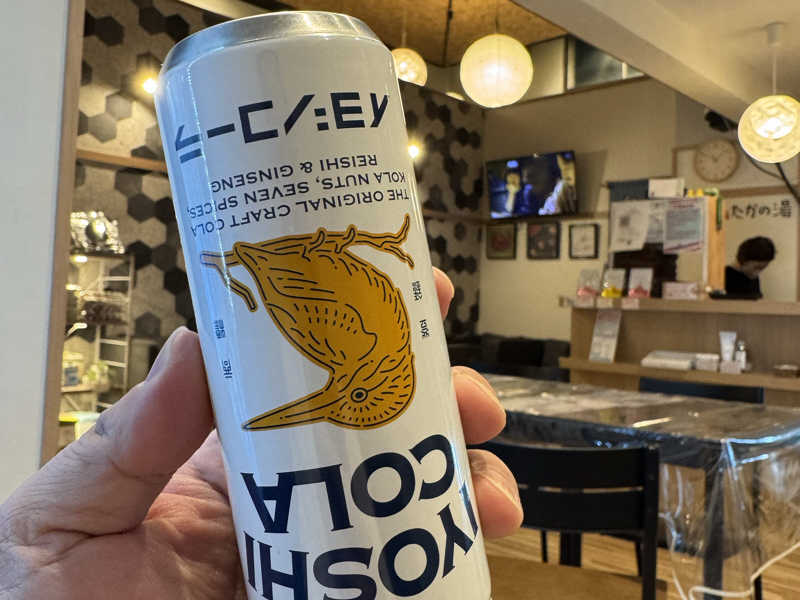 IYOSHI
COLA
THE ORIGINAL CRAFT COLA
KOLA NUTS, SEVEN SPICES,
REISHI & GINSENG
イヨシコーラ
たかの湯